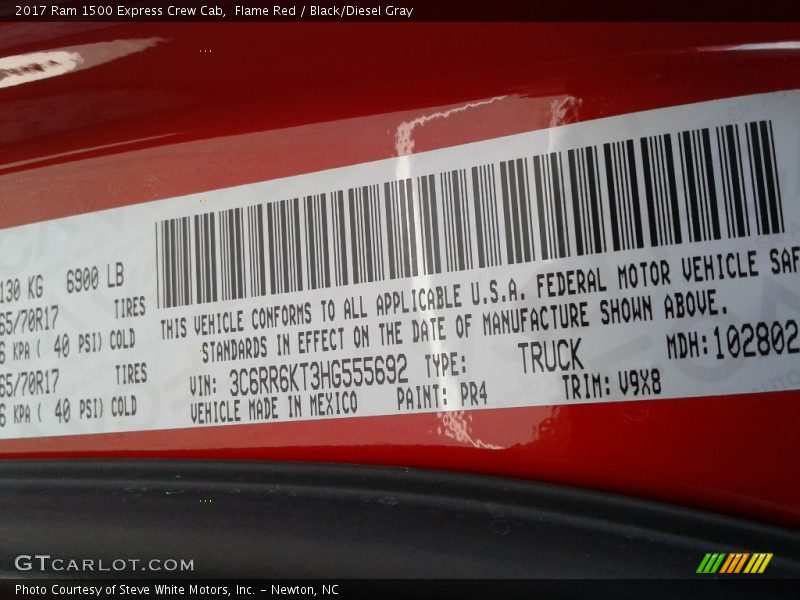 2017 Ram 1500 Express Crew Cab, Flame Red / Black/Diesel Gray
130 KG 6900 LB
THIS VEHICLE CONFORMS TO ALL APPLICABLE U.S.A. FEDERAL MOTOR VEHICLE SAF
65/70R17 TIRES
STANDARDS IN EFFECT ON THE DATE OF MANUFACTURE SHOWN ABOVE.
6 KPA ( 40 PSI) COLD
VIN: 3C6RR6KT3HG555692 TYPE: TRUCK MDH: 102802
65/70R17 TIRES
VEHICLE MADE IN MEXICO PAINT: PR4 TRIM: V9X8
6 KPA ( 40 PSI) COLD
GTCARLOT.COM
Photo Courtesy of Steve White Motors, Inc. – Newton, NC